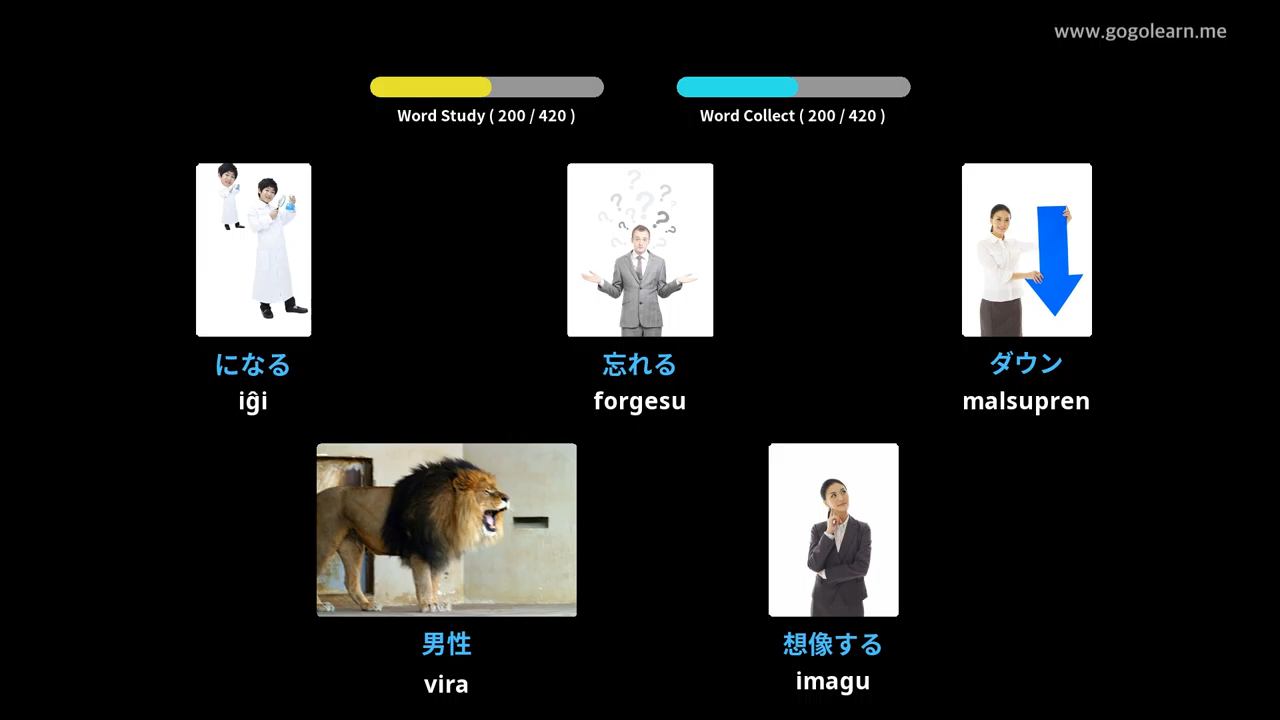 www.gogolearn.me
Word Study ( 200 / 420 )
Word Collect ( 200 / 420 )
になる
iĝi
忘れる
forgesu
ダウン
malsupren
男性
vira
想像する
imagu